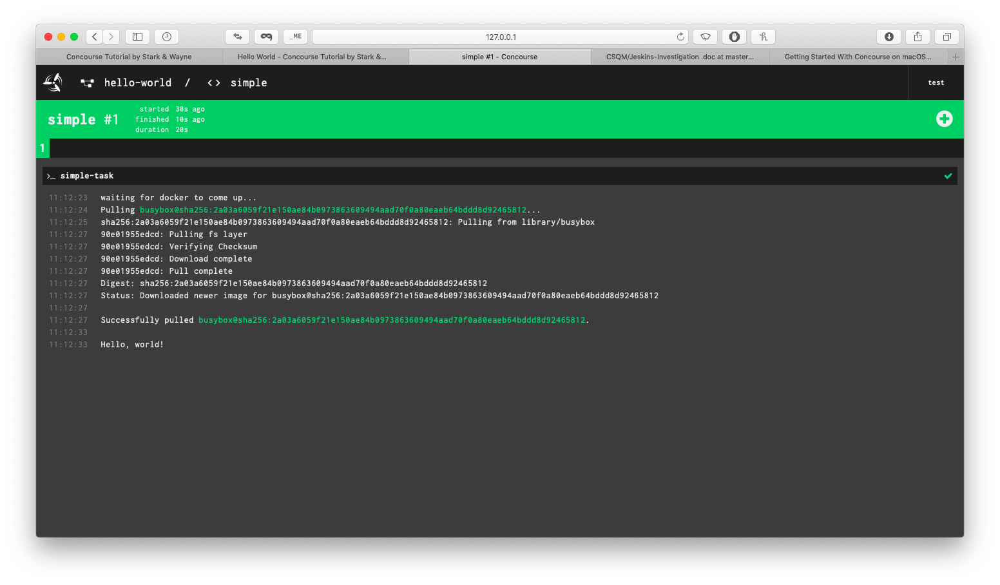 _ME
127.0.0.1
Concourse Tutorial by Stark & Wayne
Hello World - Concourse Tutorial by Stark &...
simple #1 - Concourse
CSQM/Jeskins-Investigation .doc at master...
Getting Started With Concourse on macOS...
hello-world / <> simple
test
simple #1
started 30s ago
finished 10s ago
duration 20s
1
>_ simple-task
11:12:23 waiting for docker to come up...
11:12:24 Pulling busybox@sha256:2a03a6059f21e150ae84b0973863609494aad70f0a80eaeb64bddd8d92465812...
11:12:25 sha256:2a03a6059f21e150ae84b0973863609494aad70f0a80eaeb64bddd8d92465812: Pulling from library/busybox
11:12:27 90e01955edcd: Pulling fs layer
11:12:27 90e01955edcd: Verifying Checksum
11:12:27 90e01955edcd: Download complete
11:12:27 90e01955edcd: Pull complete
11:12:27 Digest: sha256:2a03a6059f21e150ae84b0973863609494aad70f0a80eaeb64bddd8d92465812
11:12:27 Status: Downloaded newer image for busybox@sha256:2a03a6059f21e150ae84b0973863609494aad70f0a80eaeb64bddd8d92465812
11:12:27
11:12:27 Successfully pulled busybox@sha256:2a03a6059f21e150ae84b0973863609494aad70f0a80eaeb64bddd8d92465812.
11:12:33
11:12:33 Hello, world!